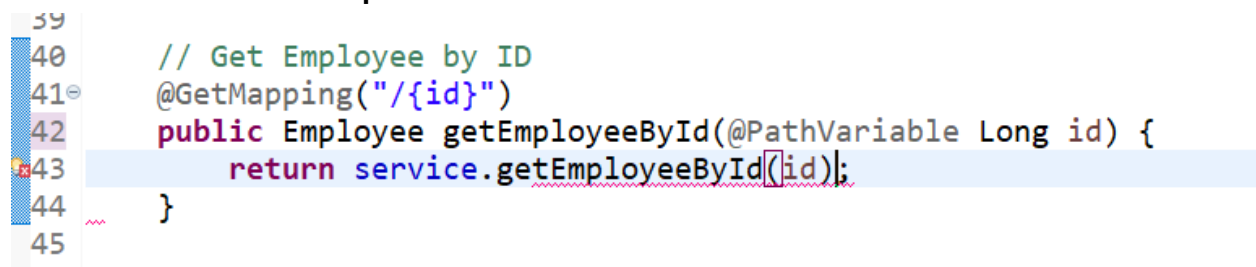 39
40 // Get Employee by ID
41 @GetMapping("/{id}")
42 public Employee getEmployeeById(@PathVariable Long id) {
43 return service.getEmployeeById(id);
44 }
45